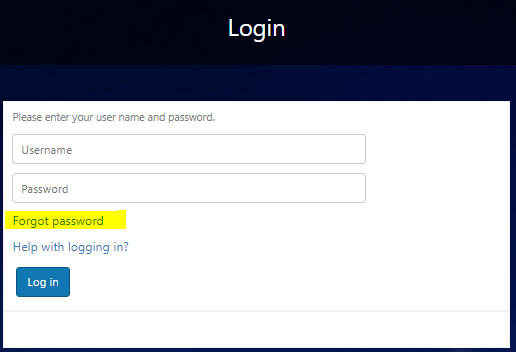 Login
Please enter your user name and password.
Username
Password
Forgot password
Help with logging in?
Log in